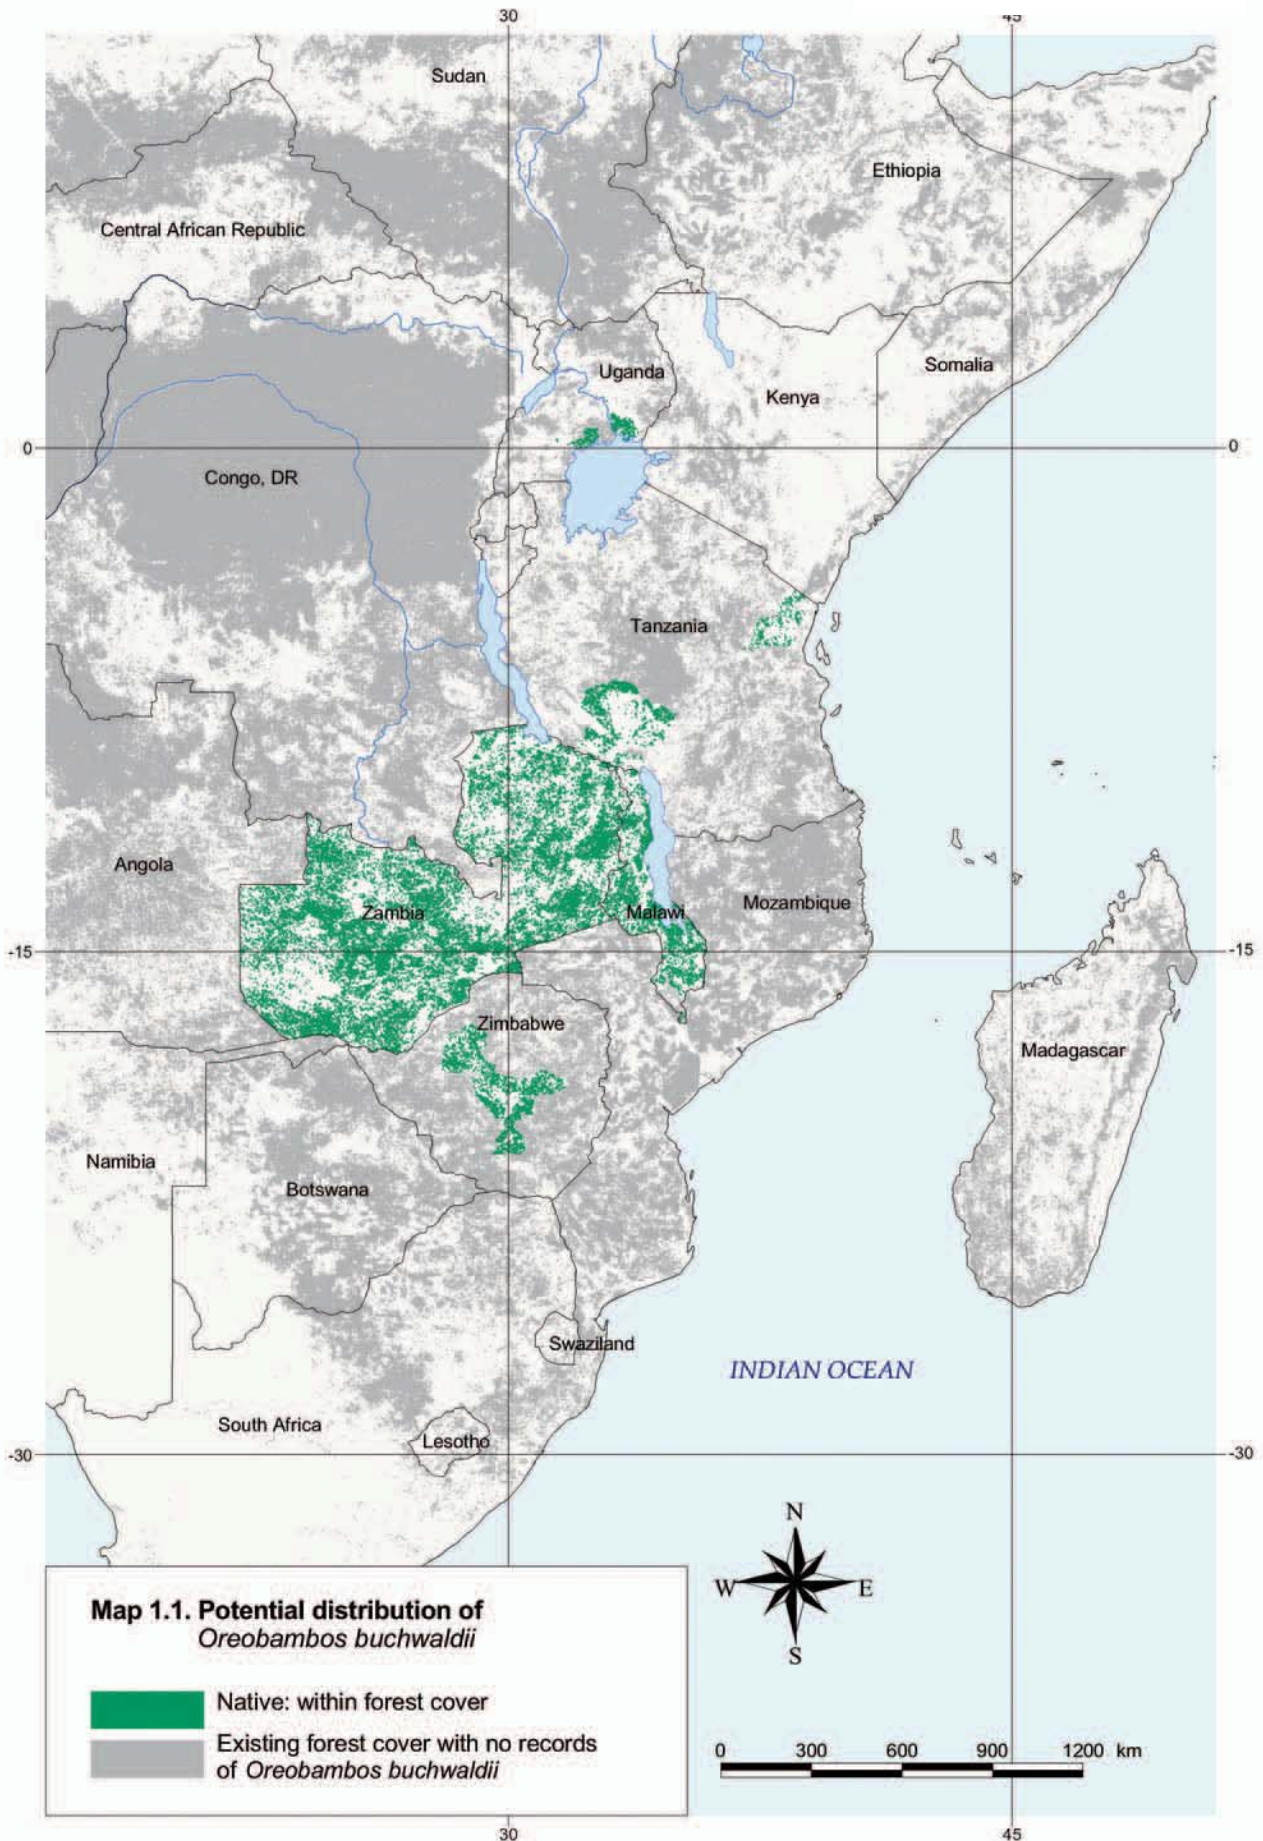 30
45
Sudan
Ethiopia
Central African Republic
Somalia
Uganda
Kenya
0
0
Congo, DR
Tanzania
Angola
Zambia
Malawi
Mozambique
-15
-15
Zimbabwe
Madagascar
Namibia
Botswana
Swaziland
INDIAN OCEAN
South Africa
Lesotho
-30
-30
N
W
E
S
Map 1.1. Potential distribution of
Oreobambos buchwaldii
Native: within forest cover
Existing forest cover with no records
of Oreobambos buchwaldii
0 300 600 900 1200 km
30
45